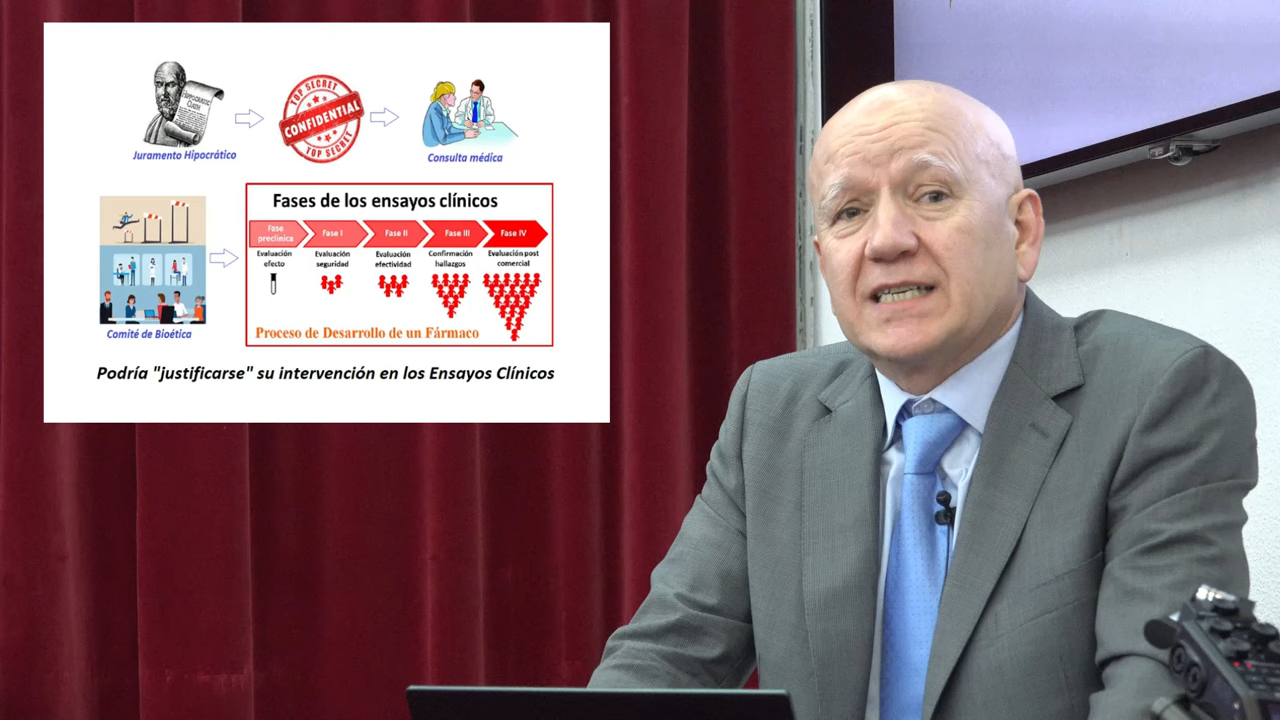 HIPPOCRATIC
OATH
TOP SECRET
CONFIDENTIAL
TOP SECRET
Juramento Hipocrático
Consulta médica
Fases de los ensayos clínicos
Fase preclínica
Fase I
Fase II
Fase III
Fase IV
Evaluación efecto
Evaluación seguridad
Evaluación efectividad
Confirmación hallazgos
Evaluación post comercial
Proceso de Desarrollo de un Fármaco
Comité de Bioética
Podría "justificarse" su intervención en los Ensayos Clínicos